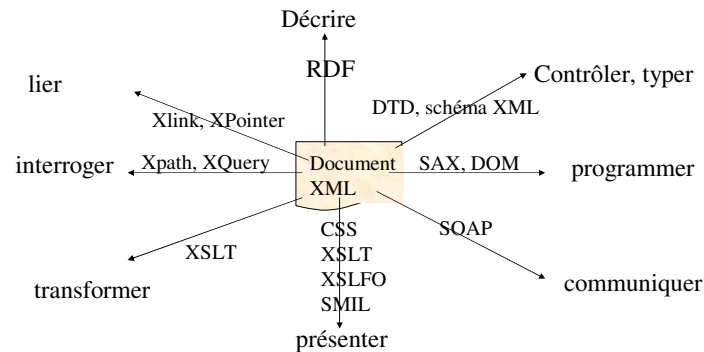 Décrire
RDF
lier
Contrôler, typer
DTD, schéma XML
Xlink, XPointer
interroger
Xpath, XQuery
Document
XML
SAX, DOM
programmer
CSS
XSLT
XSLFO
SMIL
SOAP
XSLT
transformer
communiquer
présenter